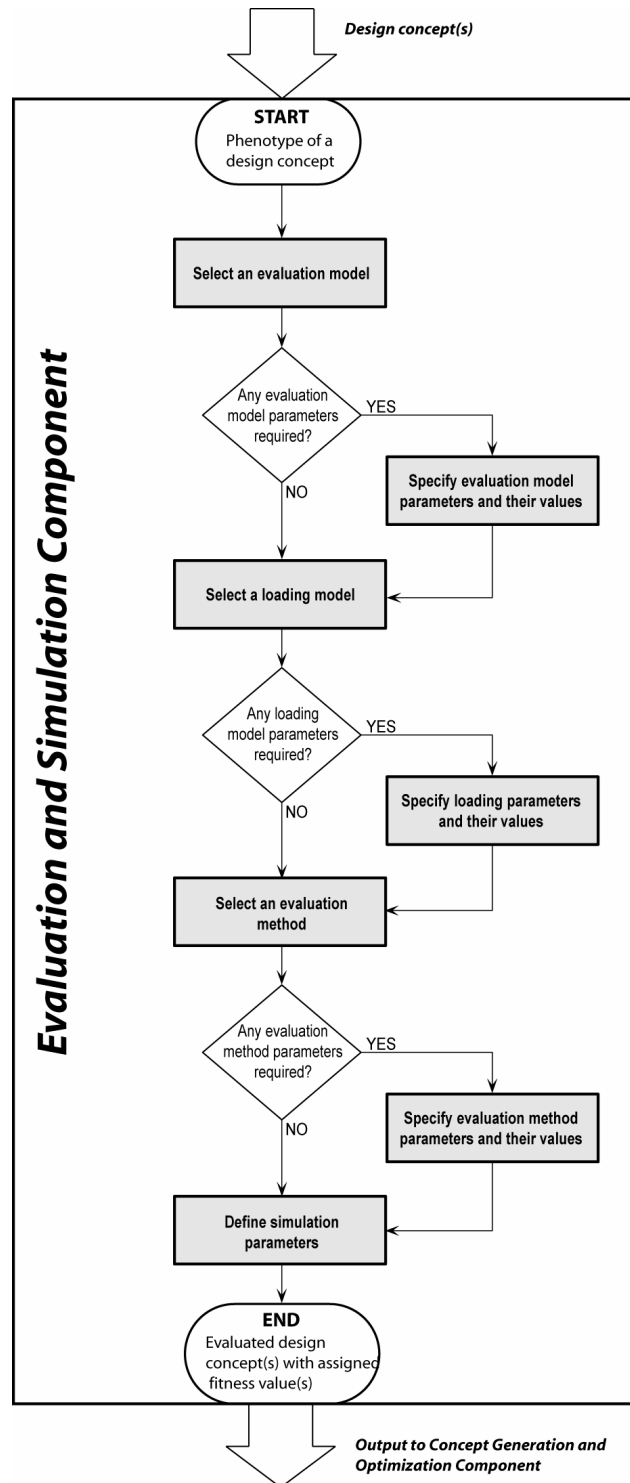 Design concept(s)
START
Phenotype of a
design concept
Select an evaluation model
Any evaluation
model parameters
required?
YES
Specify evaluation model
parameters and their values
NO
Select a loading model
Any loading
model parameters
required?
YES
Specify loading parameters
and their values
NO
Select an evaluation
method
Any evaluation
method parameters
required?
YES
Specify evaluation method
parameters and their values
NO
Define simulation
parameters
END
Evaluated design
concept(s) with assigned
fitness value(s)
Evaluation and Simulation Component
Output to Concept Generation and
Optimization Component